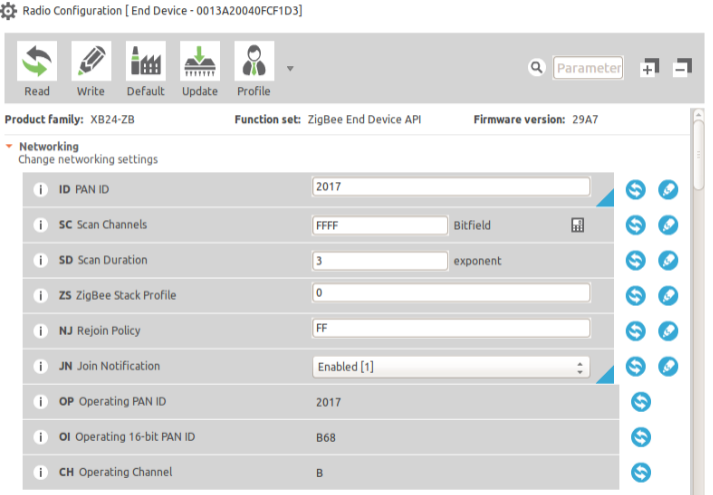 Radio Configuration [ End Device - 0013A20040FCF1D3]
Read Write Default Update Profile Parameter
Product family: XB24-ZB Function set: ZigBee End Device API Firmware version: 29A7
Networking
Change networking settings
i ID PAN ID 2017
i SC Scan Channels FFFF Bitfield
i SD Scan Duration 3 exponent
i ZS ZigBee Stack Profile 0
i NJ Rejoin Policy FF
i JN Join Notification Enabled [1]
i OP Operating PAN ID 2017
i OI Operating 16-bit PAN ID B68
i CH Operating Channel B